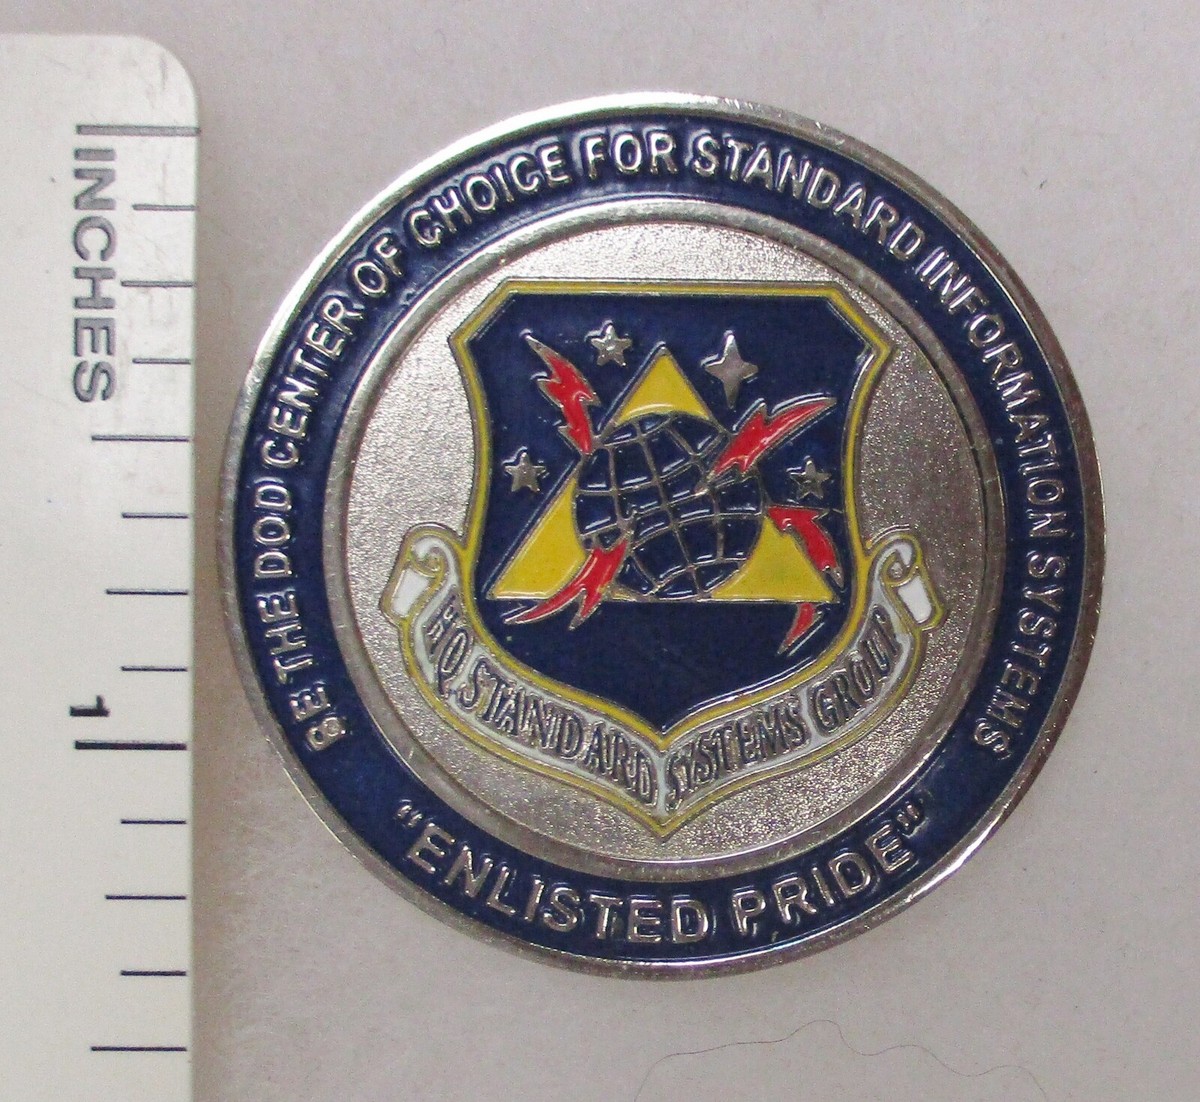 INCHES
1
BE THE DOD CENTER OF CHOICE FOR STANDARD INFORMATION SYSTEMS
HQ STANDARD SYSTEMS GROUP
"ENLISTED PRIDE"